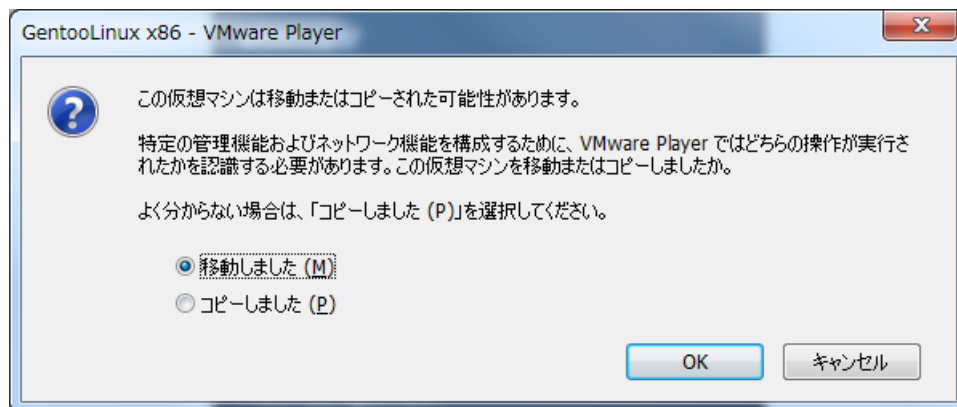 GentooLinux x86 - VMware Player
この仮想マシンは移動またはコピーされた可能性があります。
特定の管理機能およびネットワーク機能を構成するために、VMware Player ではどちらの操作が実行さ
れたかを認識する必要があります。この仮想マシンを移動またはコピーしましたか。
よく分からない場合は、「コピーしました (P)」を選択してください。
移動しました (M)
コピーしました (P)
OK
キャンセル